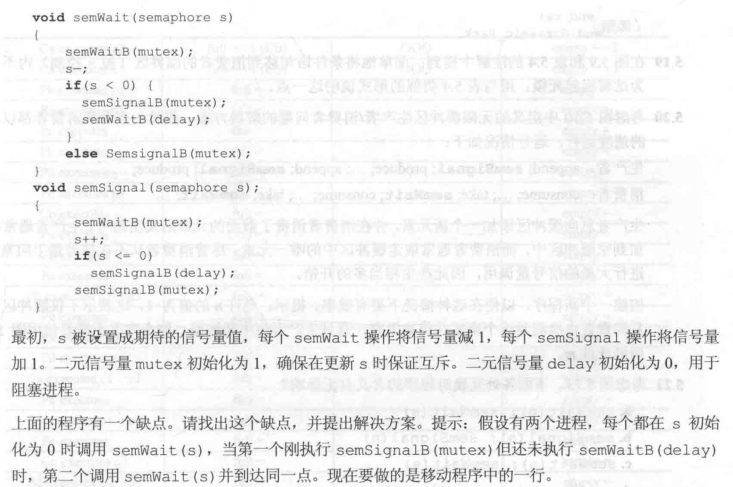 void semWait(semaphore s)
{
semWaitB(mutex);
s—;
if(s < 0) {
semSignalB(mutex);
semWaitB(delay);
}
else SemsignalB(mutex);
}
void semSignal(semaphore s);
{
semWaitB(mutex);
s++;
if(s <= 0)
semSignalB(delay);
semSignalB(mutex);
}
最初，s 被设置成期待的信号量值，每个 semWait 操作将信号量减 1，每个 semSignal 操作将信号量
加 1。二元信号量 mutex 初始化为 1，确保在更新 s 时保证互斥。二元信号量 delay 初始化为 0，用于
阻塞进程。
上面的程序有一个缺点。请找出这个缺点，并提出解决方案。提示：假设有两个进程，每个都在 s 初始
化为 0 时调用 semWait(s)，当第一个刚执行 semSignalB(mutex)但还未执行 semWaitB(delay)
时，第二个调用 semWait(s)并到达同一点。现在要做的是移动程序中的一行。